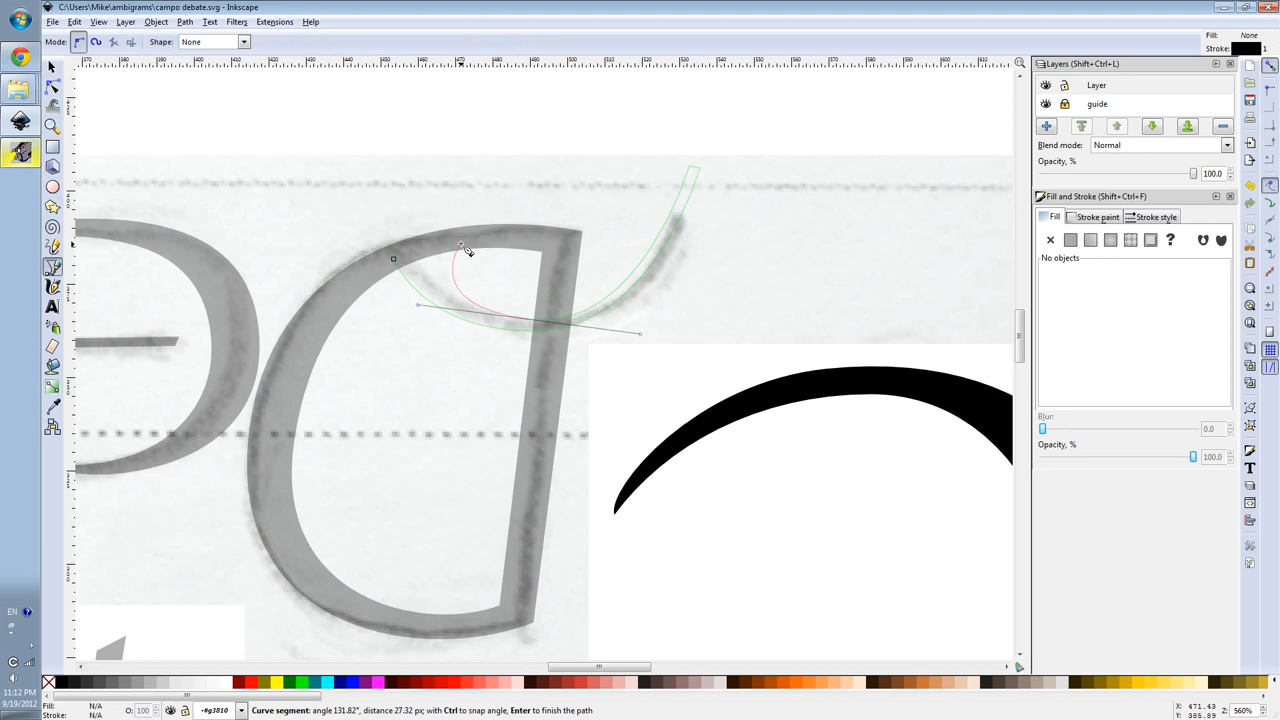 C:\Users\Mike\ambigrams\campo debate.svg - Inkscape
File Edit View Layer Object Path Text Filters Extensions Help
Mode: Shape: None
Fill: None
Stroke: 1
Layers (Shift+Ctrl+L)
Layer
guide
Blend mode: Normal
Opacity, %
100.0
Fill and Stroke (Shift+Ctrl+F)
Fill Stroke paint Stroke style
No objects
Blur:
0.0
Opacity, %
100.0
EN
11:12 PM
9/19/2012
Fill: N/A
Stroke: N/A
O: 100
-#g3810
Curve segment: angle 131.82°, distance 27.32 px; with Ctrl to snap angle, Enter to finish the path
X: 471.43
Y: 385.89
Z: 560%